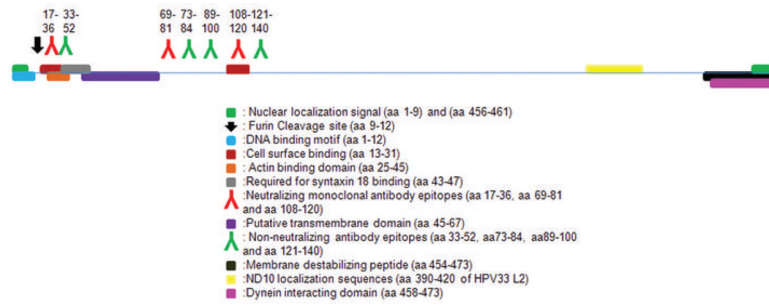 17-
36
33-
52
69-
81
73-
84
89-
100
108-
120
121-
140
: Nuclear localization signal (aa 1-9) and (aa 456-461)
: Furin Cleavage site (aa 9-12)
:DNA binding motif (aa 1-12)
:Cell surface binding (aa 13-31)
: Actin binding domain (aa 25-45)
:Required for syntaxin 18 binding (aa 43-47)
:Neutralizing monoclonal antibody epitopes (aa 17-36, aa 69-81
and aa 108-120)
:Putative transmembrane domain (aa 45-67)
:Non-neutralizing antibody epitopes (aa 33-52, aa73-84, aa89-100
and aa 121-140)
:Membrane destabilizing peptide (aa 454-473)
:ND10 localization sequences (aa 390-420 of HPV33 L2)
:Dynein interacting domain (aa 458-473)